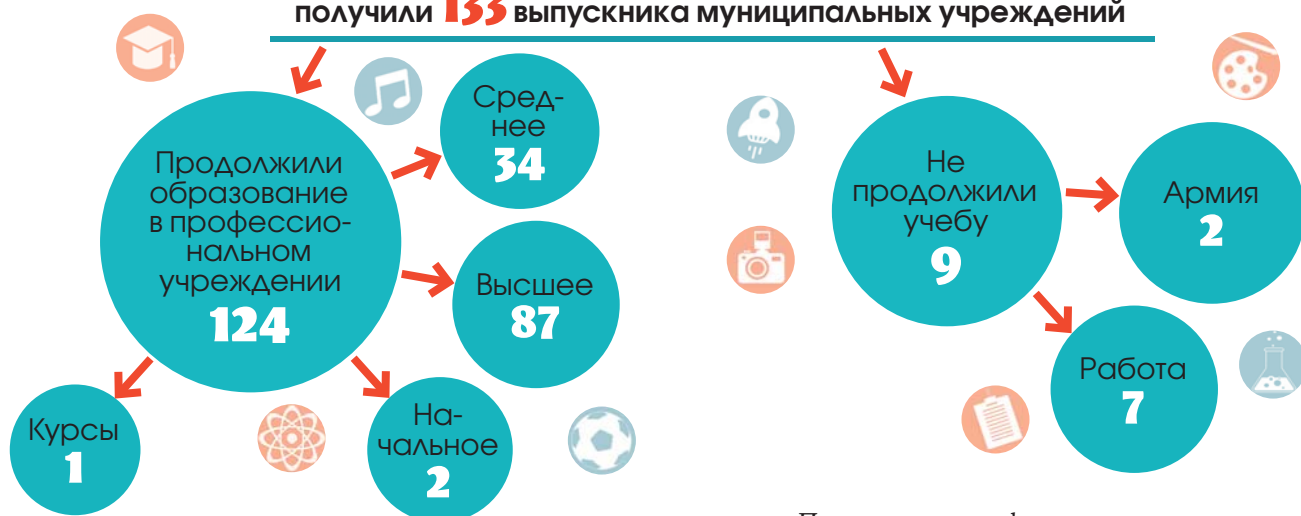 получили 133 выпускника муниципальных учреждений
Продолжили
образование
в профессио-
нальном
учреждении
124
Сред-
нее
34
Высшее
87
Курсы
1
На-
чальное
2
Не
продолжили
учебу
9
Армия
2
Работа
7